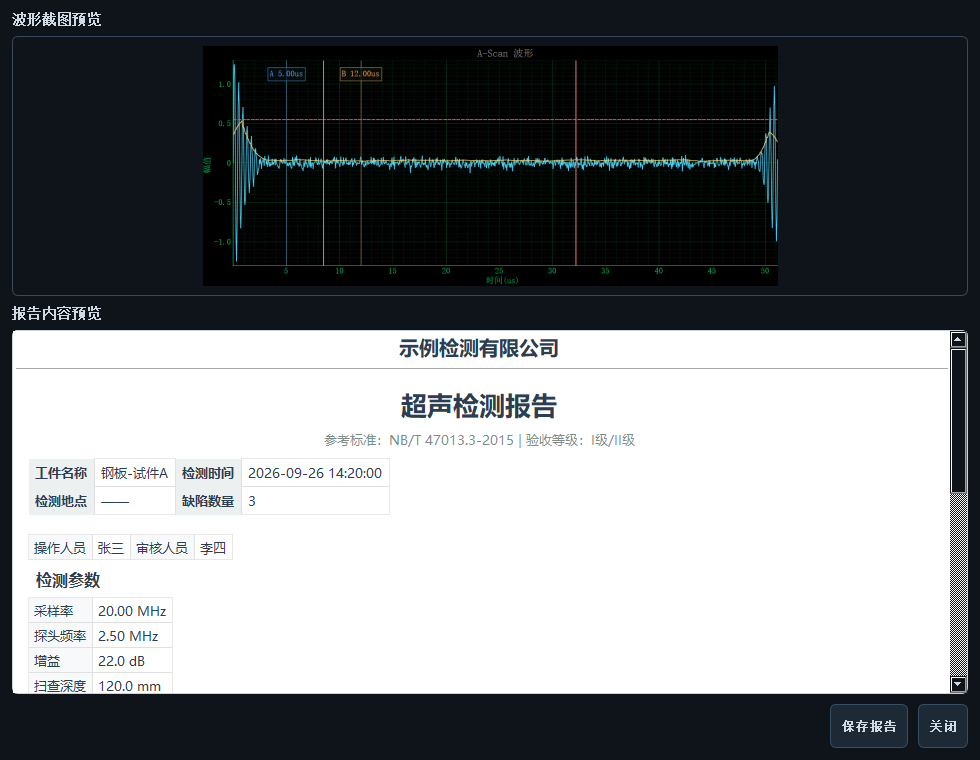 波形截图预览
A-Scan 波形
A 5.00us
B 12.00us
1.0
0.5
0
-0.5
-1.0
幅值
5 10 15 20 25 30 35 40 45 50
时间(us)
报告内容预览
示例检测有限公司
超声检测报告
参考标准: NB/T 47013.3-2015 | 验收等级: I级/II级
工件名称 钢板-试件A 检测时间 2026-09-26 14:20:00
检测地点 —— 缺陷数量 3
操作人员 张三 审核人员 李四
检测参数
采样率 20.00 MHz
探头频率 2.50 MHz
增益 22.0 dB
扫查深度 120.0 mm
保存报告 关闭